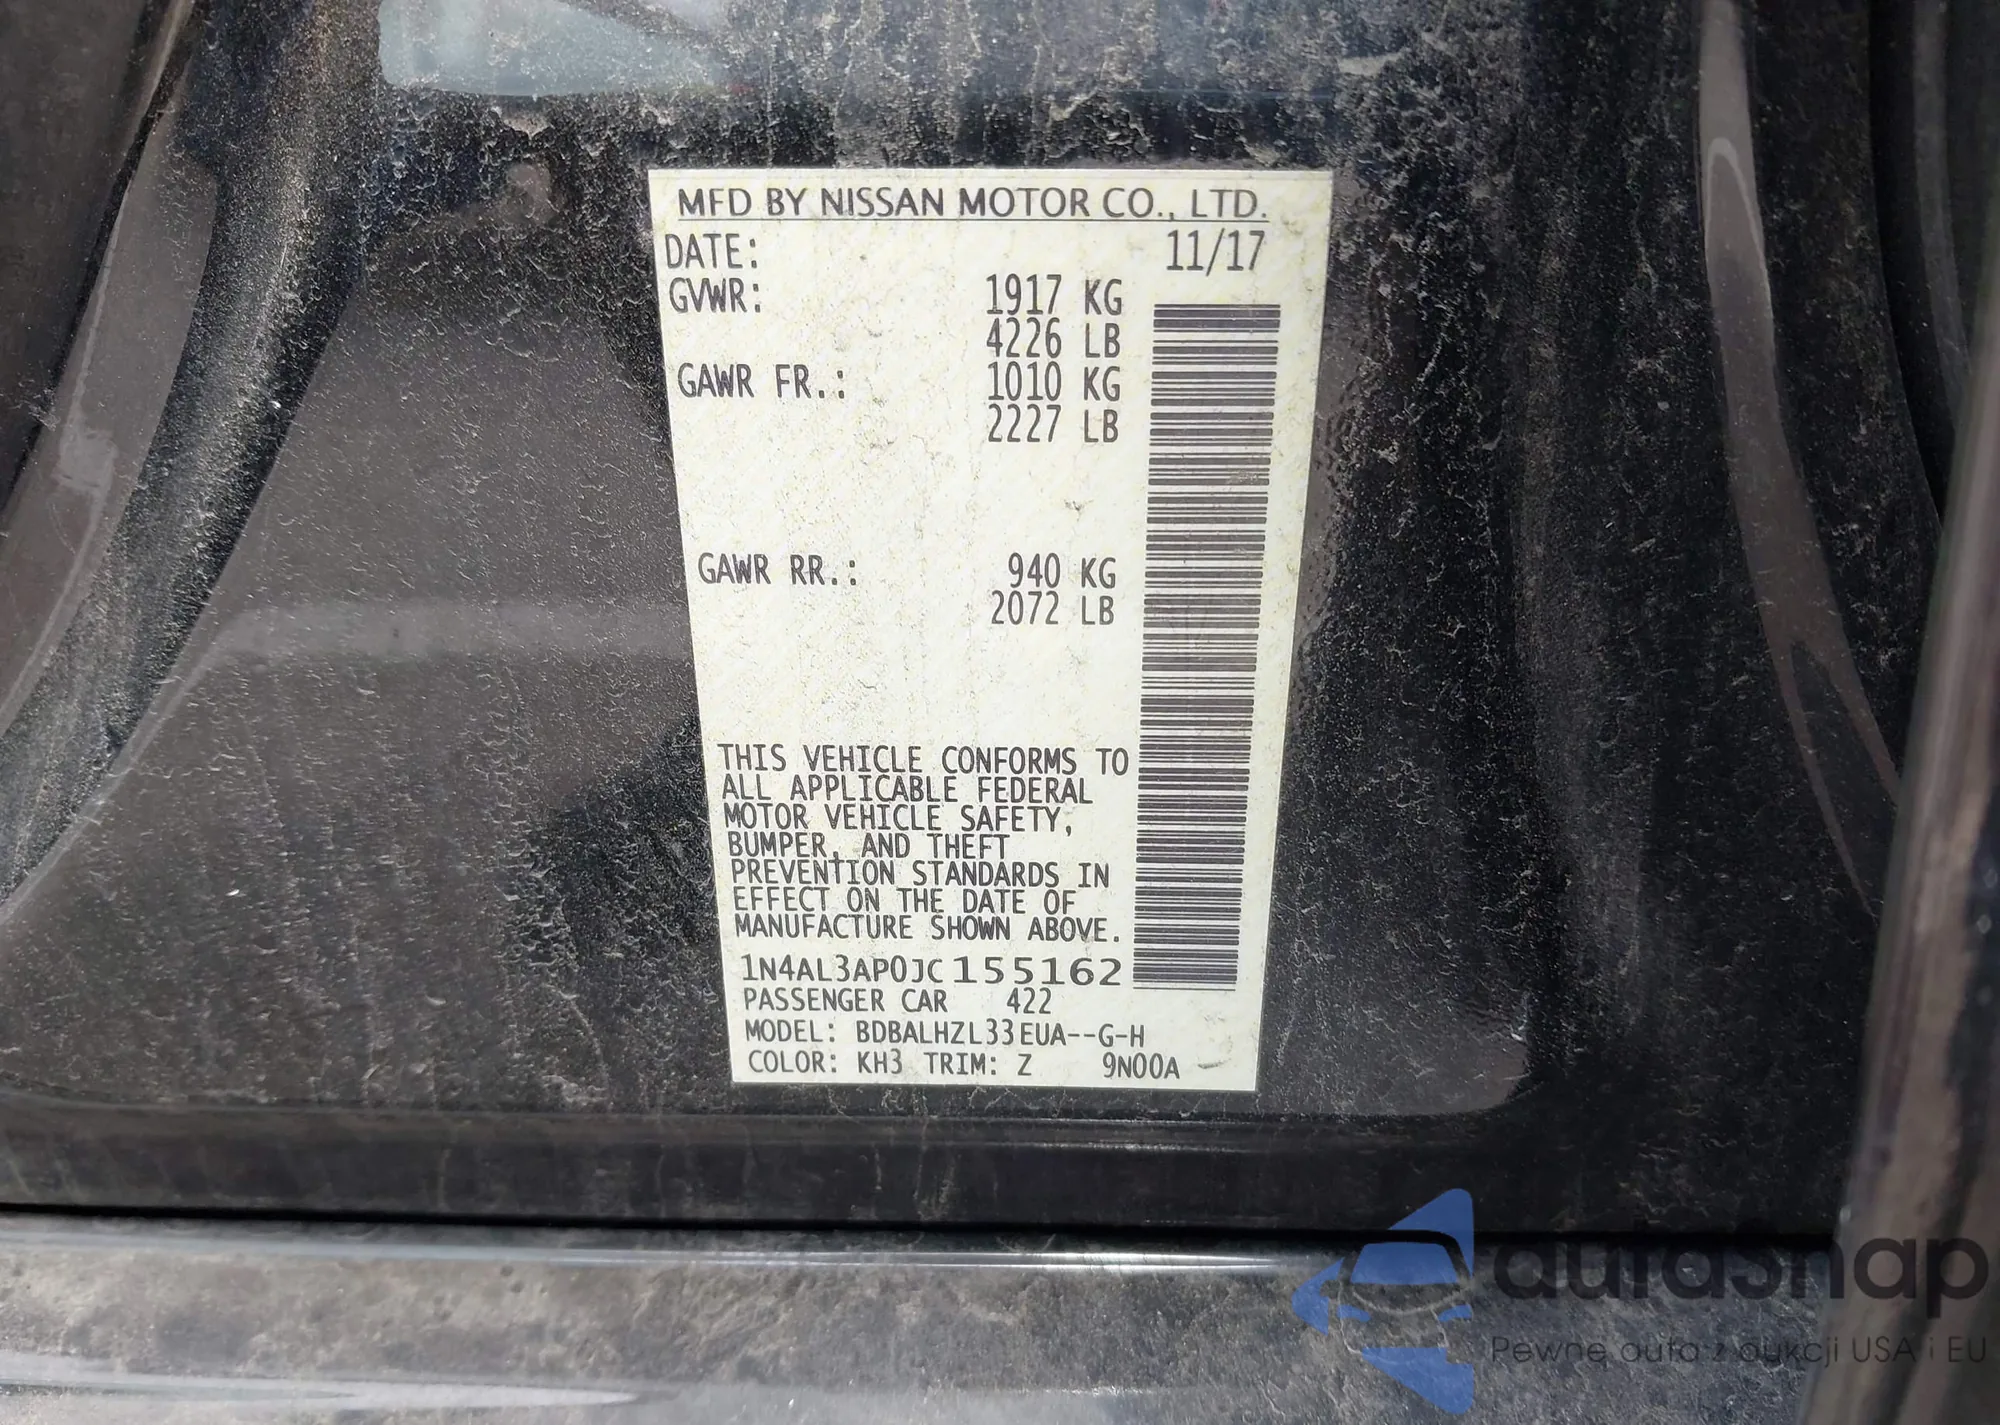 MFD BY NISSAN MOTOR CO., LTD.
DATE: 11/17
GVWR: 1917 KG
4226 LB
GAWR FR.: 1010 KG
2227 LB
GAWR RR.: 940 KG
2072 LB
THIS VEHICLE CONFORMS TO
ALL APPLICABLE FEDERAL
MOTOR VEHICLE SAFETY,
BUMPER, AND THEFT
PREVENTION STANDARDS IN
EFFECT ON THE DATE OF
MANUFACTURE SHOWN ABOVE.
1N4AL3AP0JC155162
PASSENGER CAR 422
MODEL: BDBALHZL33EUA--G-H
COLOR: KH3 TRIM: Z 9N00A
autasnap
Pewne auta z aukcji USA i EU